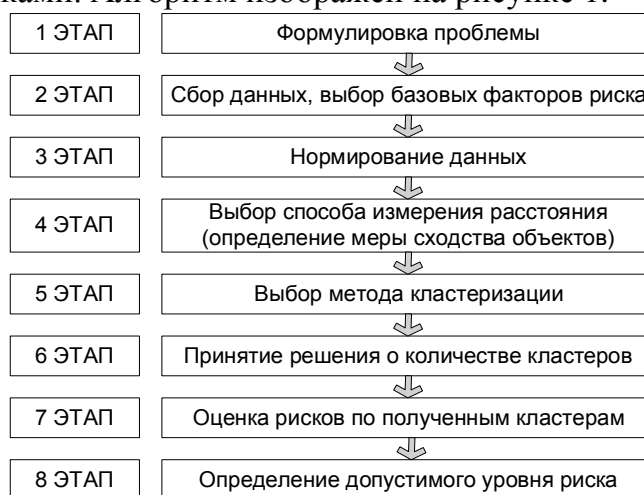 Алгоритм изображен на рисунке 1.
1 ЭТАП Формулировка проблемы
2 ЭТАП Сбор данных, выбор базовых факторов риска
3 ЭТАП Нормирование данных
4 ЭТАП Выбор способа измерения расстояния
(определение меры сходства объектов)
5 ЭТАП Выбор метода кластеризации
6 ЭТАП Принятие решения о количестве кластеров
7 ЭТАП Оценка рисков по полученным кластерам
8 ЭТАП Определение допустимого уровня риска